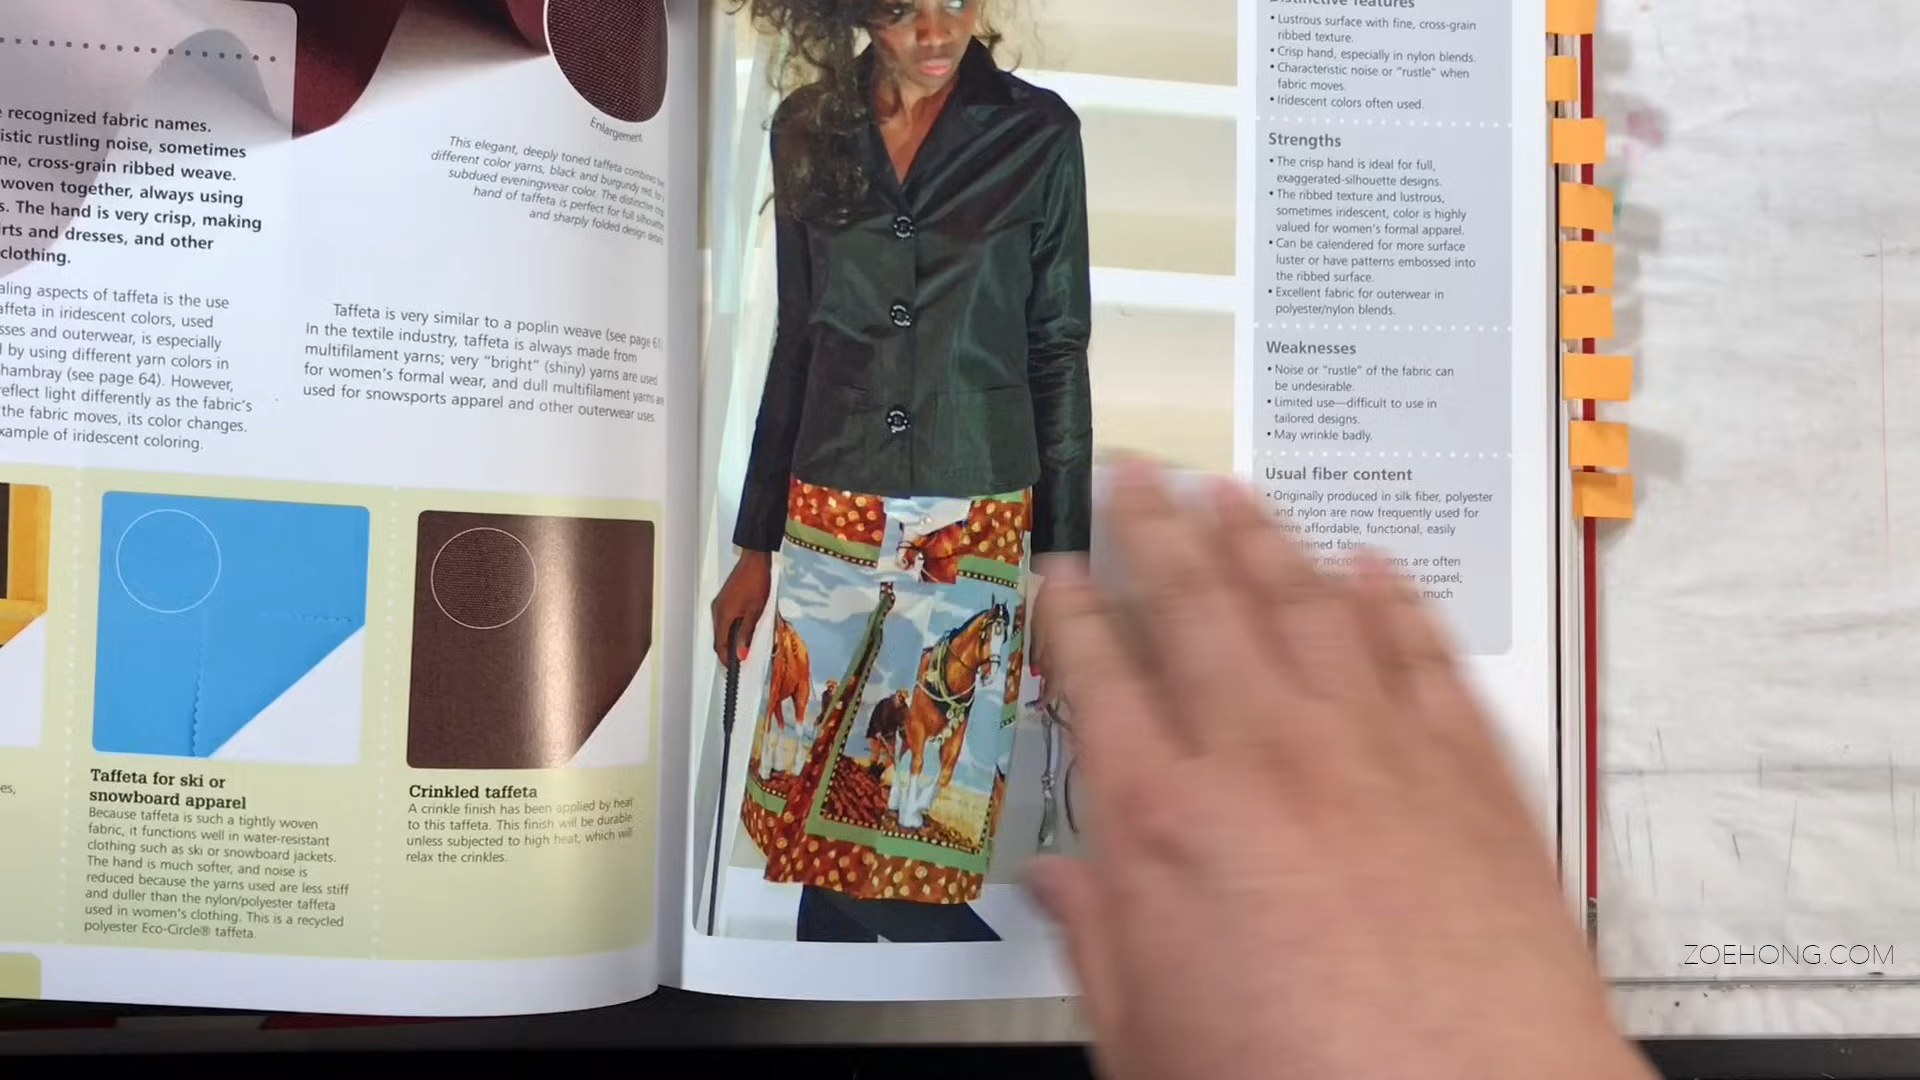 recognized fabric names.
istic rustling noise, sometimes
ne, cross-grain ribbed weave.
woven together, always using
s. The hand is very crisp, making
rts and dresses, and other
clothing.
aling aspects of taffeta is the use
affeta in iridescent colors, used
sses and outerwear, is especially
l by using different yarn colors in
hambray (see page 64). However,
reflect light differently as the fabric's
the fabric moves, its color changes.
xample of iridescent coloring.
Enlargement
This elegant, deeply toned taffeta combines
different color yarns, black and burgundy red,
subdued eveningwear color. The distinctive
hand of taffeta is perfect for full silhouettes
and sharply folded design details
Taffeta is very similar to a poplin weave (see page 61
In the textile industry, taffeta is always made from
multifilament yarns; very "bright" (shiny) yarns are used
for women's formal wear, and dull multifilament yarns are
used for snowsports apparel and other outerwear uses.
es,
Taffeta for ski or
snowboard apparel
Because taffeta is such a tightly woven
fabric, it functions well in water-resistant
clothing such as ski or snowboard jackets.
The hand is much softer, and noise is
reduced because the yarns used are less stiff
and duller than the nylon/polyester taffeta
used in women's clothing. This is a recycled
polyester Eco-Circle® taffeta.
Crinkled taffeta
A crinkle finish has been applied by heat
to this taffeta. This finish will be durable
unless subjected to high heat, which will
relax the crinkles.
Distinctive features
• Lustrous surface with fine, cross-grain
ribbed texture.
• Crisp hand, especially in nylon blends.
• Characteristic noise or "rustle" when
fabric moves.
• Iridescent colors often used.
Strengths
• The crisp hand is ideal for full,
exaggerated-silhouette designs.
• The ribbed texture and lustrous,
sometimes iridescent, color is highly
valued for women's formal apparel.
• Can be calendered for more surface
luster or have patterns embossed into
the ribbed surface.
• Excellent fabric for outerwear in
polyester/nylon blends.
Weaknesses
• Noise or "rustle" of the fabric can
be undesirable.
• Limited use—difficult to use in
tailored designs.
• May wrinkle badly.
Usual fiber content
• Originally produced in silk fiber, polyester
and nylon are now frequently used for
more affordable, functional, easily
fabric
are often
apparel;
much
ZOEHONG.COM